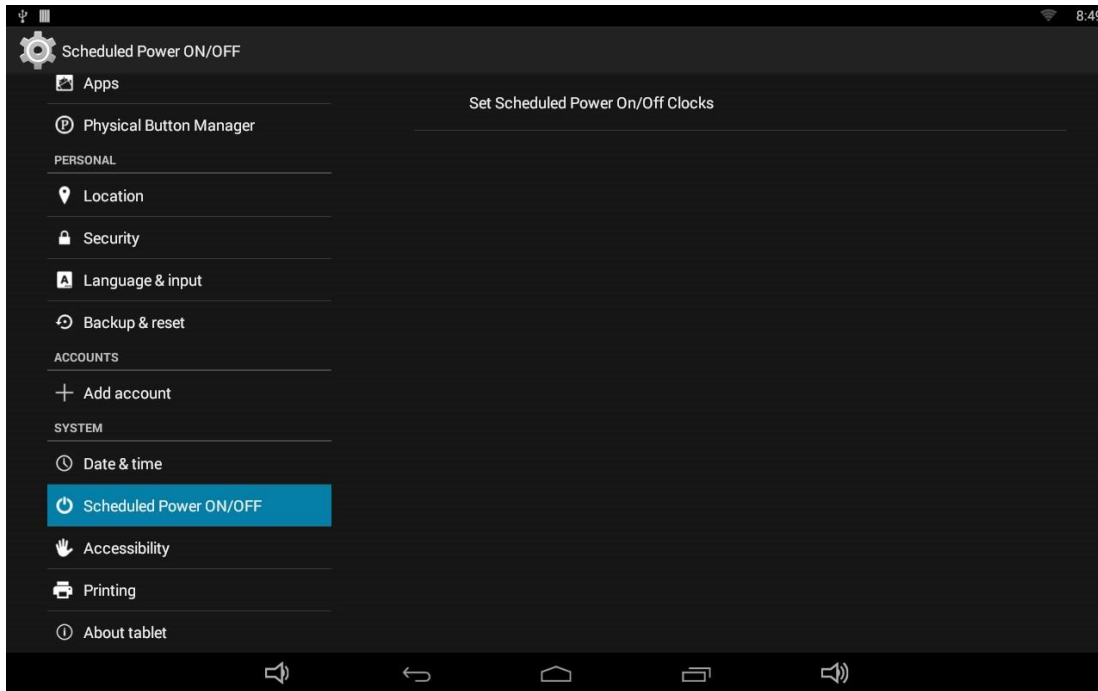 8:49
Scheduled Power ON/OFF
Apps
Physical Button Manager
PERSONAL
Location
Security
Language & input
Backup & reset
ACCOUNTS
Add account
SYSTEM
Date & time
Scheduled Power ON/OFF
Accessibility
Printing
About tablet
Set Scheduled Power On/Off Clocks